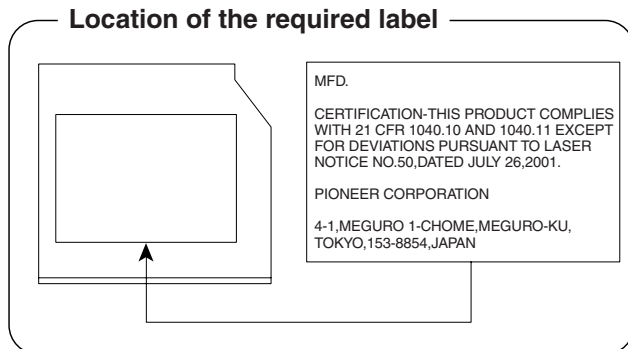 Location of the required label
MFD.
CERTIFICATION-THIS PRODUCT COMPLIES
WITH 21 CFR 1040.10 AND 1040.11 EXCEPT
FOR DEVIATIONS PURSUANT TO LASER
NOTICE NO.50,DATED JULY 26,2001.
PIONEER CORPORATION
4-1,MEGURO 1-CHOME,MEGURO-KU,
TOKYO,153-8854,JAPAN